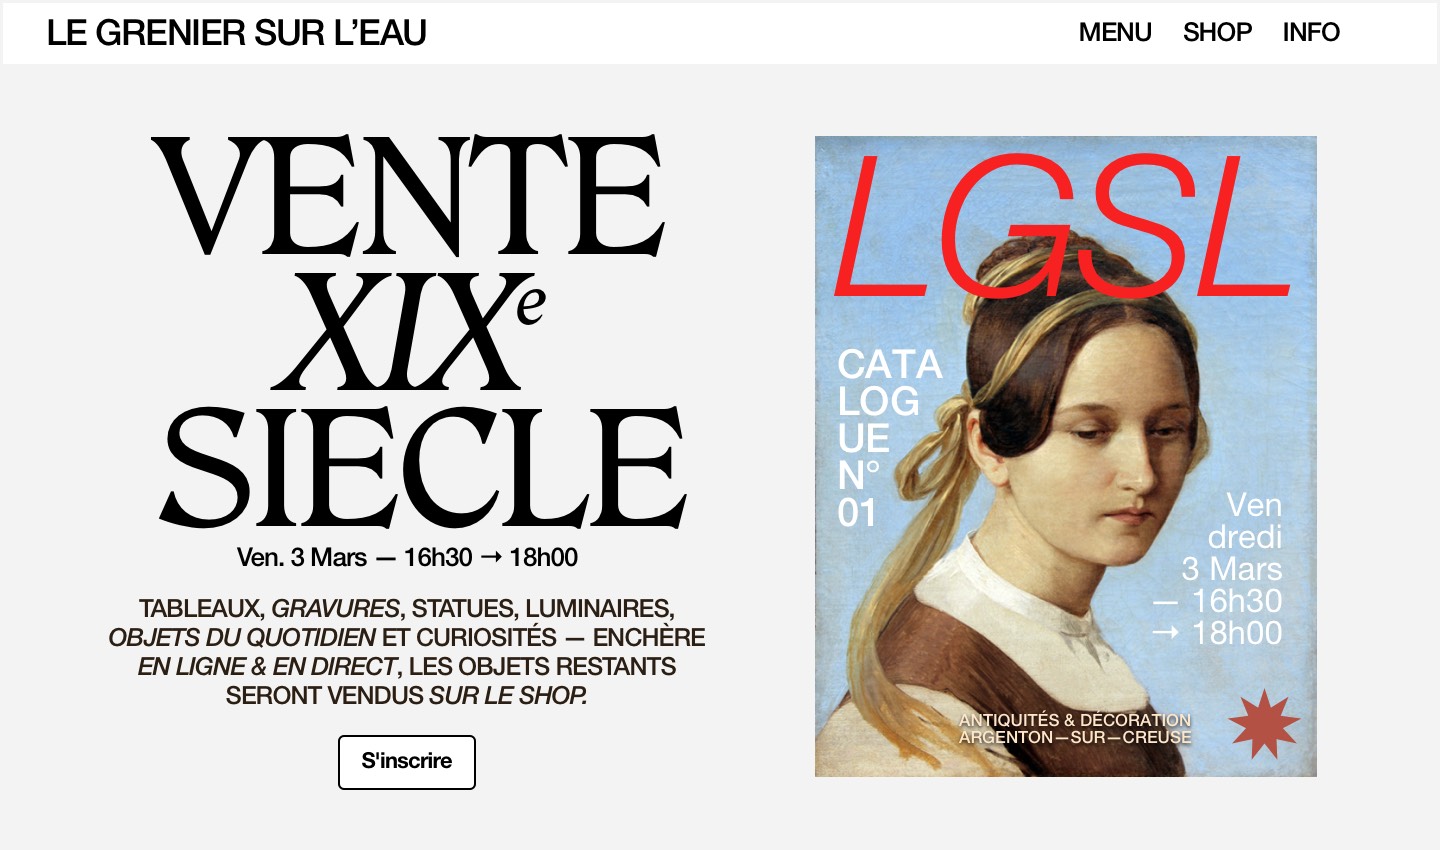 LE GRENIER SUR L’EAU
MENU SHOP INFO
VENTE
XIXe
SIECLE
Ven. 3 Mars — 16h30 → 18h00
TABLEAUX, GRAVURES, STATUES, LUMINAIRES,
OBJETS DU QUOTIDIEN ET CURIOSITÉS — ENCHÈRE
EN LIGNE & EN DIRECT, LES OBJETS RESTANTS
SERONT VENDUS SUR LE SHOP.
S'inscrire
LGSL
CATA
LOG
UE
N°
01
Ven
dredi
3 Mars
— 16h30
→ 18h00
ANTIQUITÉS & DÉCORATION
ARGENTON—SUR—CREUSE